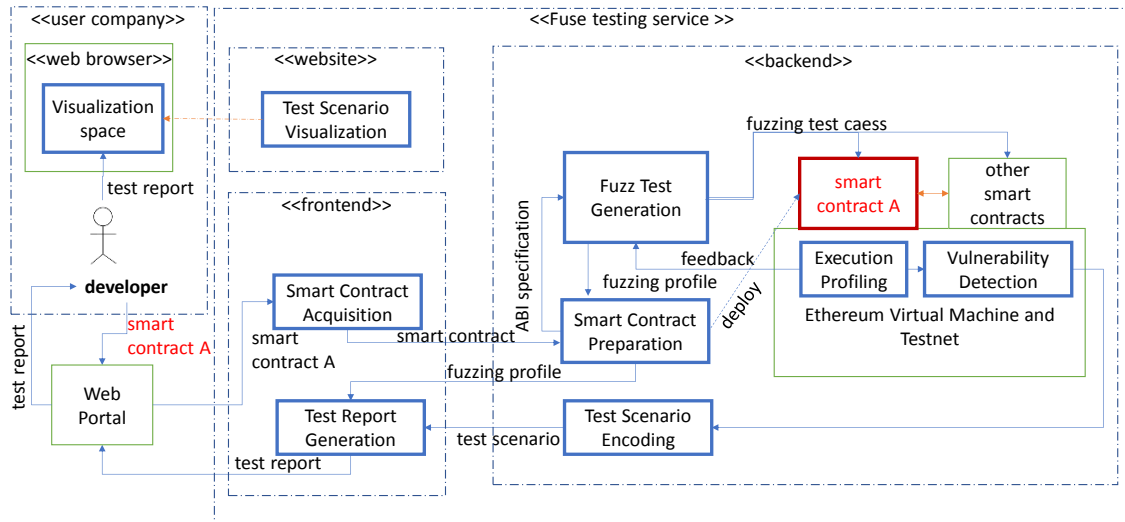 <<user company>>
<<Fuse testing service >>
<<web browser>>
<<website>>
<<backend>>
Visualization
space
Test Scenario
Visualization
fuzzing test caess
test report
Fuzz Test
Generation
smart
contract A
other
smart
contracts
<<frontend>>
ABI specification
feedback
Execution
Profiling
Vulnerability
Detection
developer
fuzzing profile
deploy
Smart Contract
Acquisition
Ethereum Virtual Machine and
Testnet
smart
contract A
test report
smart
contract A
smart contract
Smart Contract
Preparation
fuzzing profile
Web
Portal
Test Report
Generation
test scenario
Test Scenario
Encoding
test report